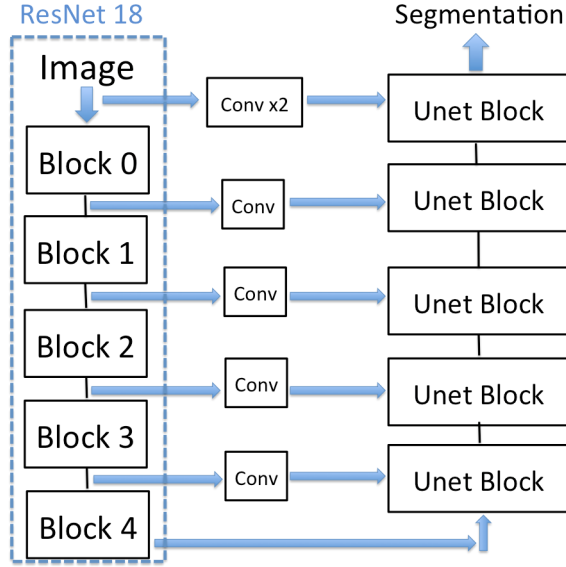 ResNet 18
Segmentation
Image
Conv x2
Unet Block
Block 0
Conv
Unet Block
Block 1
Conv
Unet Block
Block 2
Conv
Unet Block
Block 3
Conv
Unet Block
Block 4